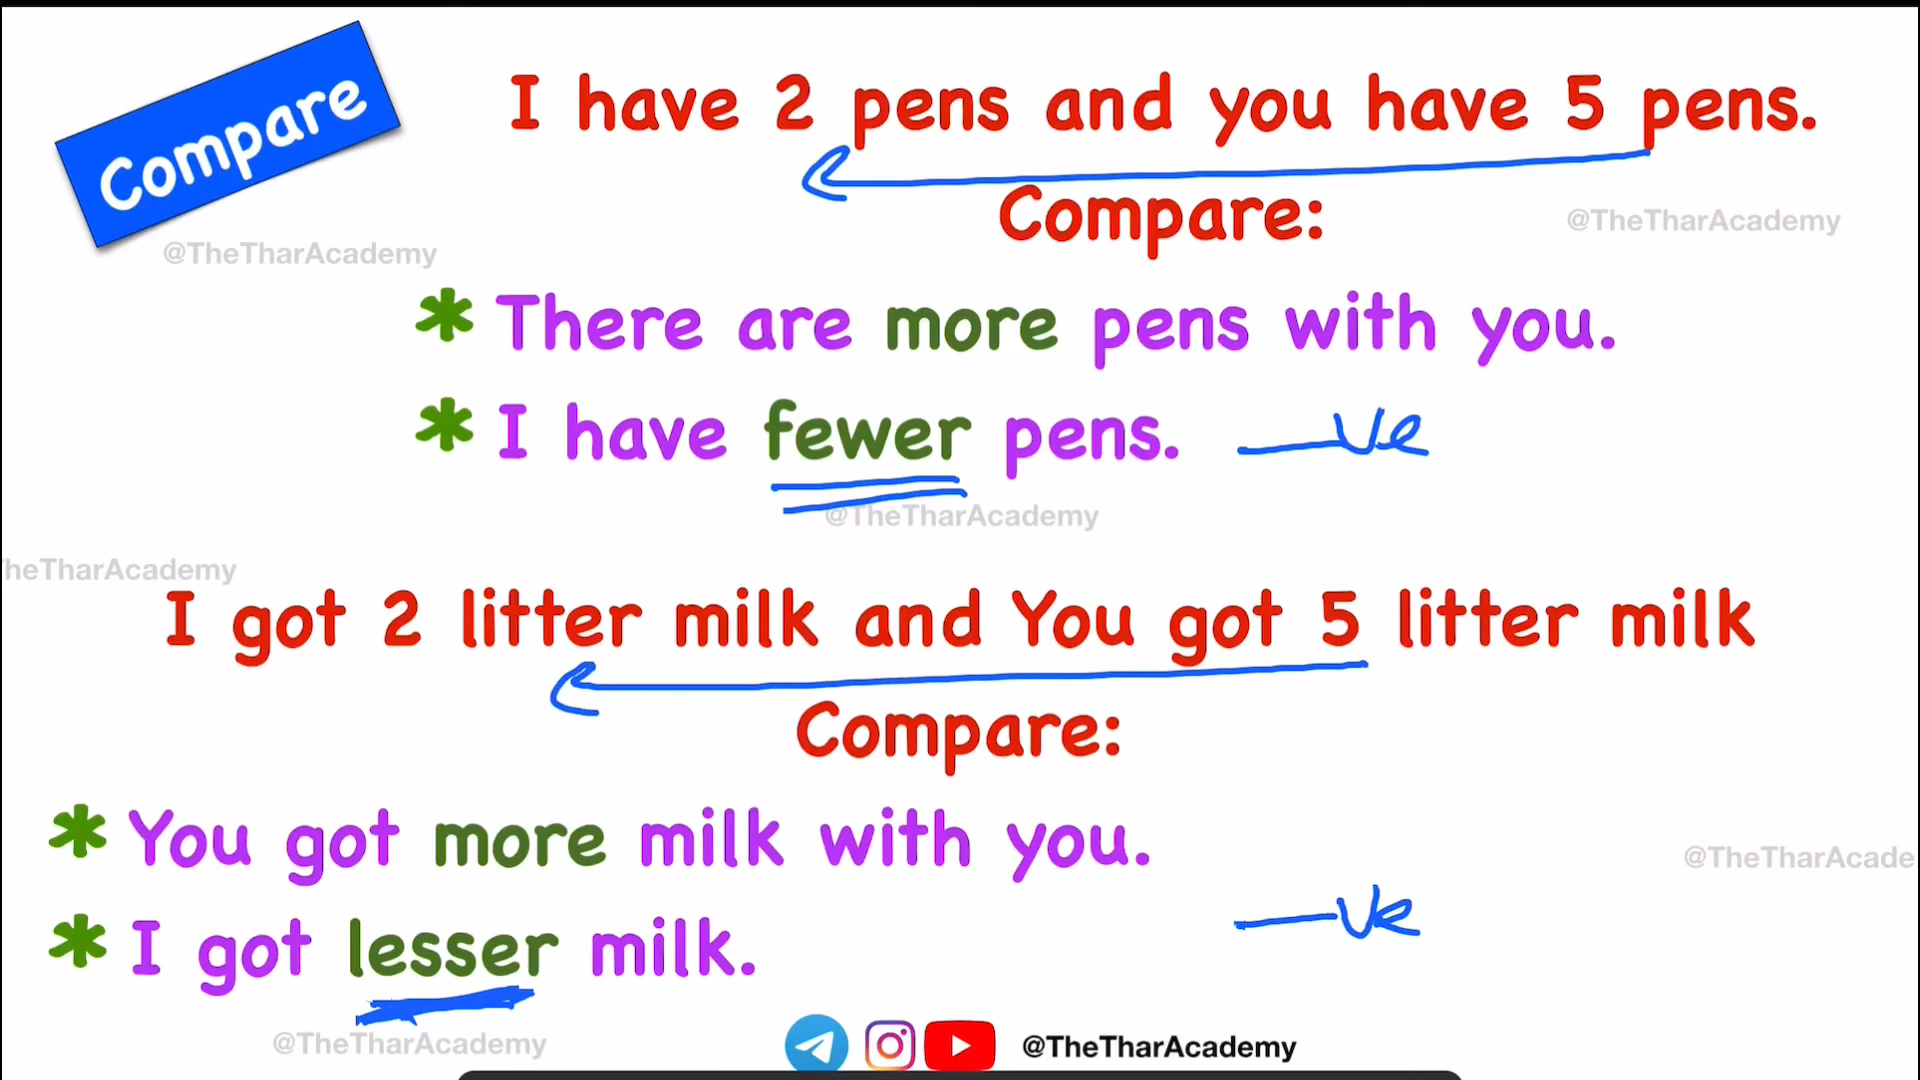 Compare
I have 2 pens and you have 5 pens.
Compare:
@TheTharAcademy
@TheTharAcademy
* There are more pens with you.
* I have fewer pens. —ve
@TheTharAcademy
heTharAcademy
I got 2 litter milk and You got 5 litter milk
Compare:
* You got more milk with you.
@TheTharAcade
* I got lesser milk. —ve
@TheTharAcademy
@TheTharAcademy